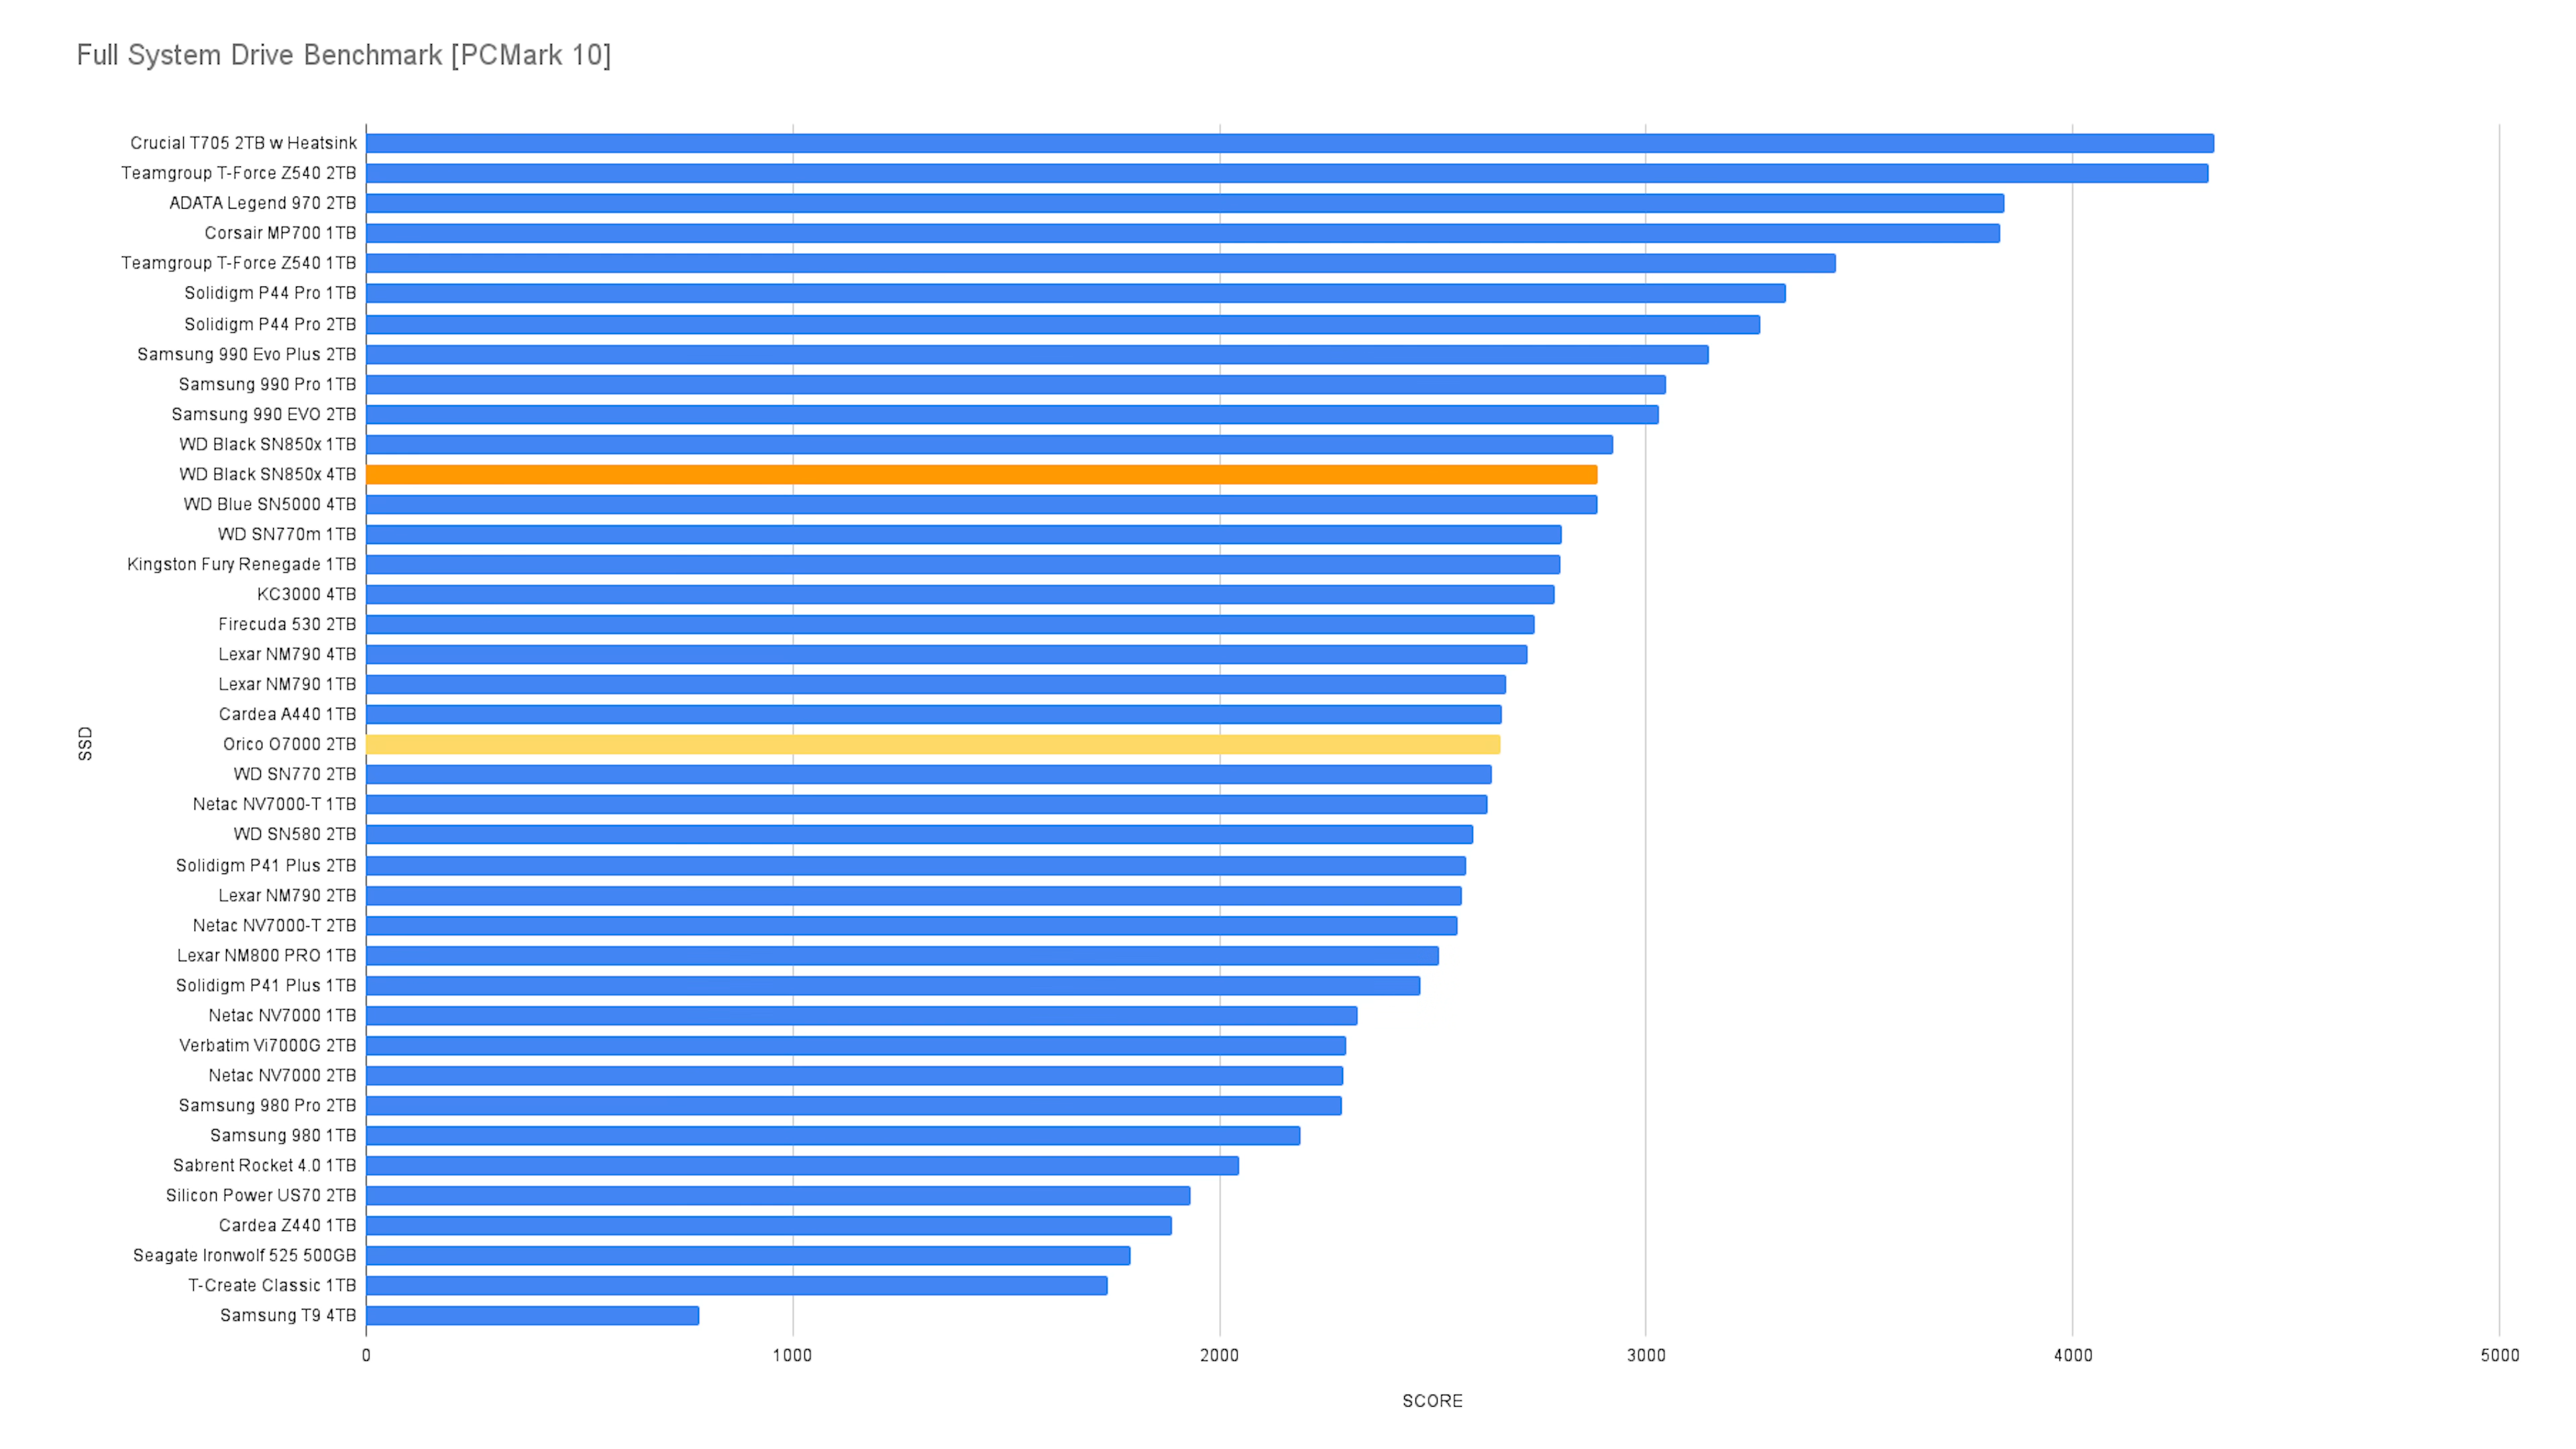 Full System Drive Benchmark [PCMark 10]
Crucial T705 2TB w Heatsink
Teamgroup T-Force Z540 2TB
ADATA Legend 970 2TB
Corsair MP700 1TB
Teamgroup T-Force Z540 1TB
Solidigm P44 Pro 1TB
Solidigm P44 Pro 2TB
Samsung 990 Evo Plus 2TB
Samsung 990 Pro 1TB
Samsung 990 EVO 2TB
WD Black SN850x 1TB
WD Black SN850x 4TB
WD Blue SN5000 4TB
WD SN770m 1TB
Kingston Fury Renegade 1TB
KC3000 4TB
Firecuda 530 2TB
Lexar NM790 4TB
Lexar NM790 1TB
Cardea A440 1TB
SSD
Orico O7000 2TB
WD SN770 2TB
Netac NV7000-T 1TB
WD SN580 2TB
Solidigm P41 Plus 2TB
Lexar NM790 2TB
Netac NV7000-T 2TB
Lexar NM800 PRO 1TB
Solidigm P41 Plus 1TB
Netac NV7000 1TB
Verbatim Vi7000G 2TB
Netac NV7000 2TB
Samsung 980 Pro 2TB
Samsung 980 1TB
Sabrent Rocket 4.0 1TB
Silicon Power US70 2TB
Cardea Z440 1TB
Seagate Ironwolf 525 500GB
T-Create Classic 1TB
Samsung T9 4TB
0 1000 2000 3000 4000 5000
SCORE